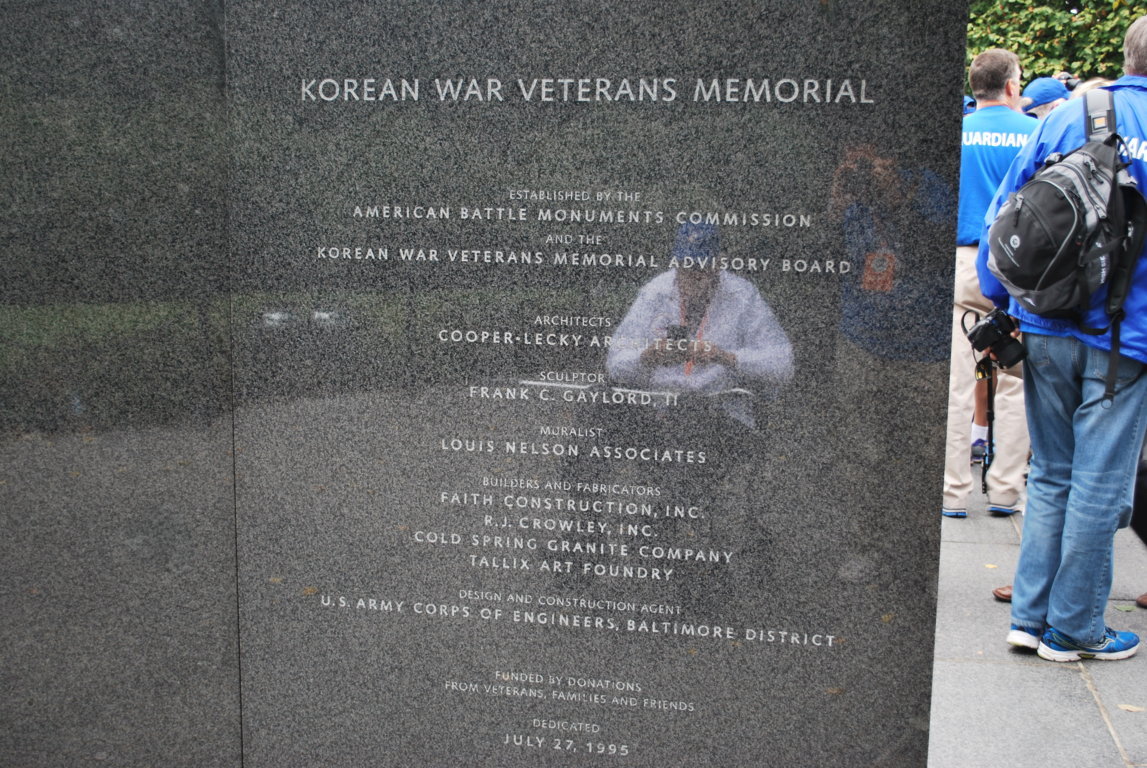 KOREAN WAR VETERANS MEMORIAL
ESTABLISHED BY THE
AMERICAN BATTLE MONUMENTS COMMISSION
AND THE
KOREAN WAR VETERANS MEMORIAL ADVISORY BOARD
ARCHITECTS
COOPER•LECKY ARCHITECTS
SCULPTOR
FRANK C. GAYLORD, II
MURALIST
LOUIS NELSON ASSOCIATES
BUILDERS AND FABRICATORS
FAITH CONSTRUCTION, INC.
R.J. CROWLEY, INC.
COLD SPRING GRANITE COMPANY
TALLIX ART FOUNDRY
DESIGN AND CONSTRUCTION AGENT
U.S. ARMY CORPS OF ENGINEERS, BALTIMORE DISTRICT
FUNDED BY DONATIONS
FROM VETERANS, FAMILIES AND FRIENDS
DEDICATED
JULY 27, 1995
UARDIAN